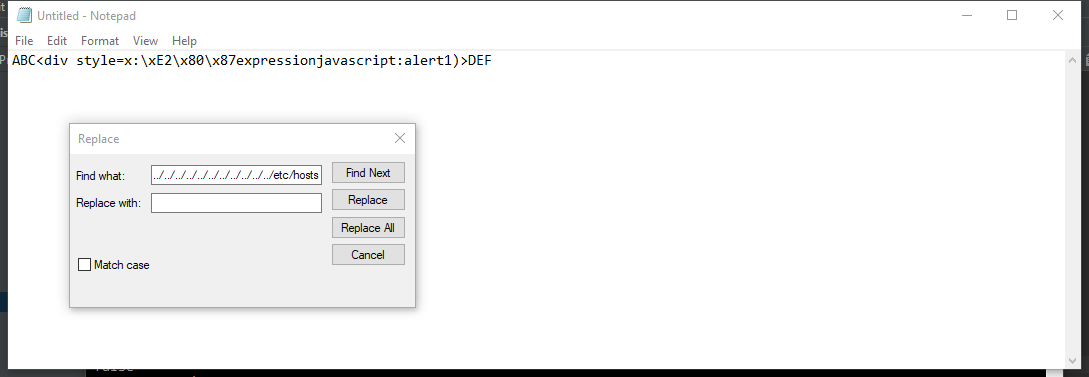 Untitled - Notepad
File Edit Format View Help
ABC<div style=x:\xE2\x80\x87expressionjavascript:alert1)>DEF
Replace
Find what: ../../../../../../../../../../../etc/hosts Find Next
Replace with: Replace
Replace All
Cancel
Match case